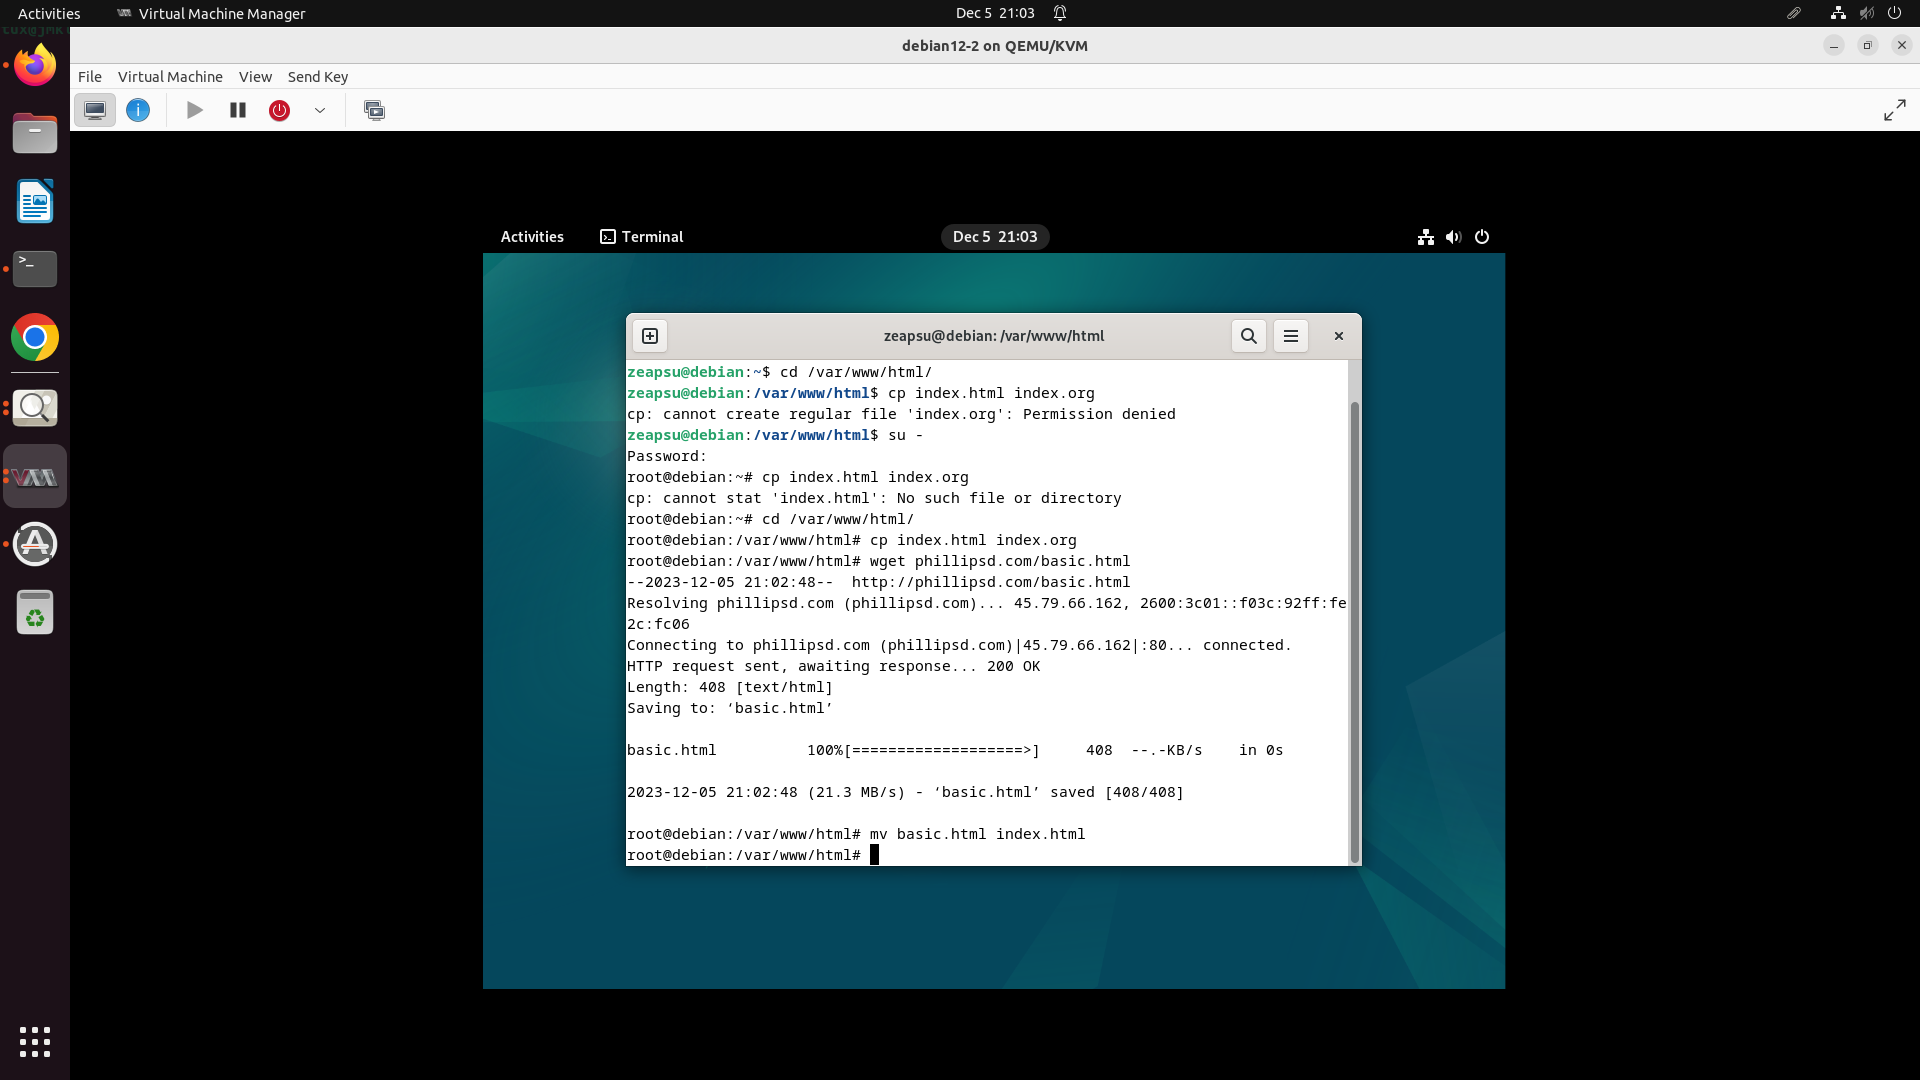 Activities Virtual Machine Manager Dec 5 21:03
debian12-2 on QEMU/KVM
File Virtual Machine View Send Key
Activities Terminal Dec 5 21:03
zeapsu@debian: /var/www/html
zeapsu@debian:~$ cd /var/www/html/
zeapsu@debian:/var/www/html$ cp index.html index.org
cp: cannot create regular file 'index.org': Permission denied
zeapsu@debian:/var/www/html$ su -
Password:
root@debian:~# cp index.html index.org
cp: cannot stat 'index.html': No such file or directory
root@debian:~# cd /var/www/html/
root@debian:/var/www/html# cp index.html index.org
root@debian:/var/www/html# wget phillipsd.com/basic.html
--2023-12-05 21:02:48--  http://phillipsd.com/basic.html
Resolving phillipsd.com (phillipsd.com)... 45.79.66.162, 2600:3c01::f03c:92ff:fe
2c:fc06
Connecting to phillipsd.com (phillipsd.com)|45.79.66.162|:80... connected.
HTTP request sent, awaiting response... 200 OK
Length: 408 [text/html]
Saving to: ‘basic.html’
basic.html          100%[===================>]     408  --.-KB/s    in 0s
2023-12-05 21:02:48 (21.3 MB/s) - ‘basic.html’ saved [408/408]
root@debian:/var/www/html# mv basic.html index.html
root@debian:/var/www/html#